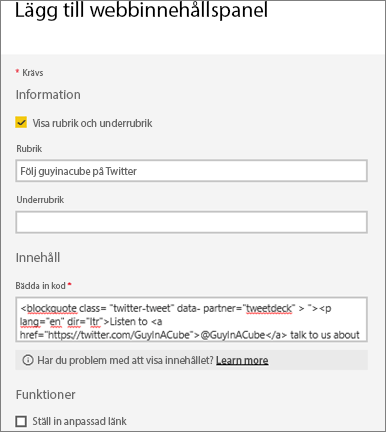 Lägg till webbinnehållspanel
* Krävs
Information
Visa rubrik och underrubrik
Rubrik
Följ guyinacube på Twitter
Underrubrik
Innehåll
Bädda in kod *
<blockquote class= "twitter-tweet" data- partner="tweetdeck" > "><p
lang="en" dir="ltr">Listen to <a
href="https://twitter.com/GuyInACube">@GuyInACube</a> talk to us about
Har du problem med att visa innehållet? Learn more
Funktioner
Ställ in anpassad länk